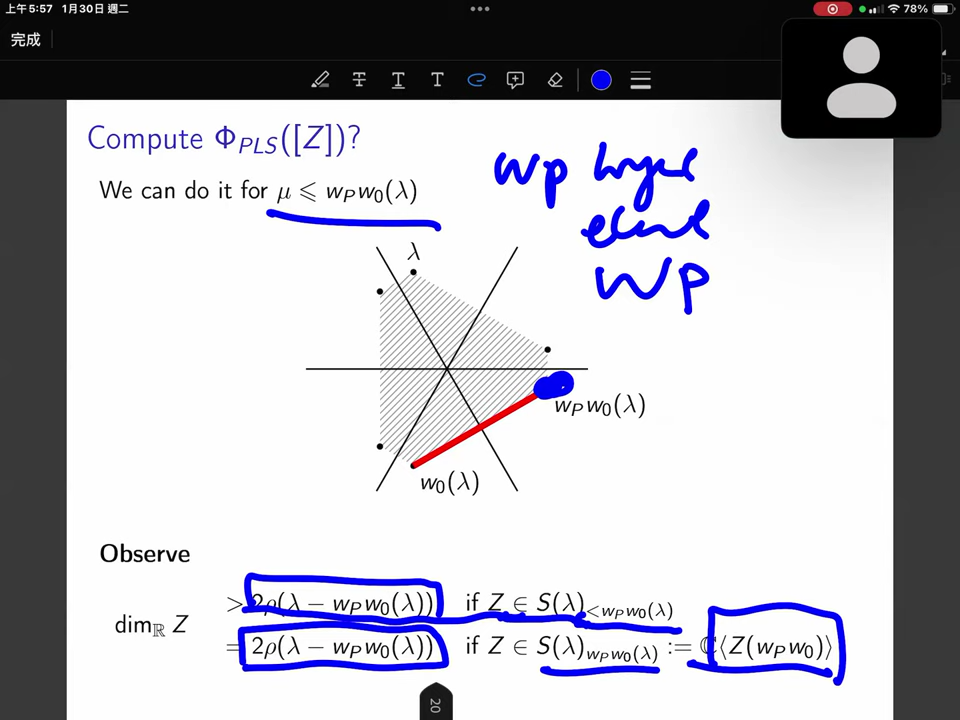 上午5:57 1月30日 週二
78%
完成
Compute Φ_PLS([Z])?
We can do it for μ ⩽ w_P w_0(λ)
w_P
W_P
λ
w_P w_0(λ)
w_0(λ)
Observe
> 2ρ(λ − w_P w_0(λ)) if Z ∈ S(λ)_{<w_P w_0(λ)}
dim_ℝ Z
= 2ρ(λ − w_P w_0(λ)) if Z ∈ S(λ)_{w_P w_0(λ)} := ℂ⟨Z(w_P w_0)⟩
20